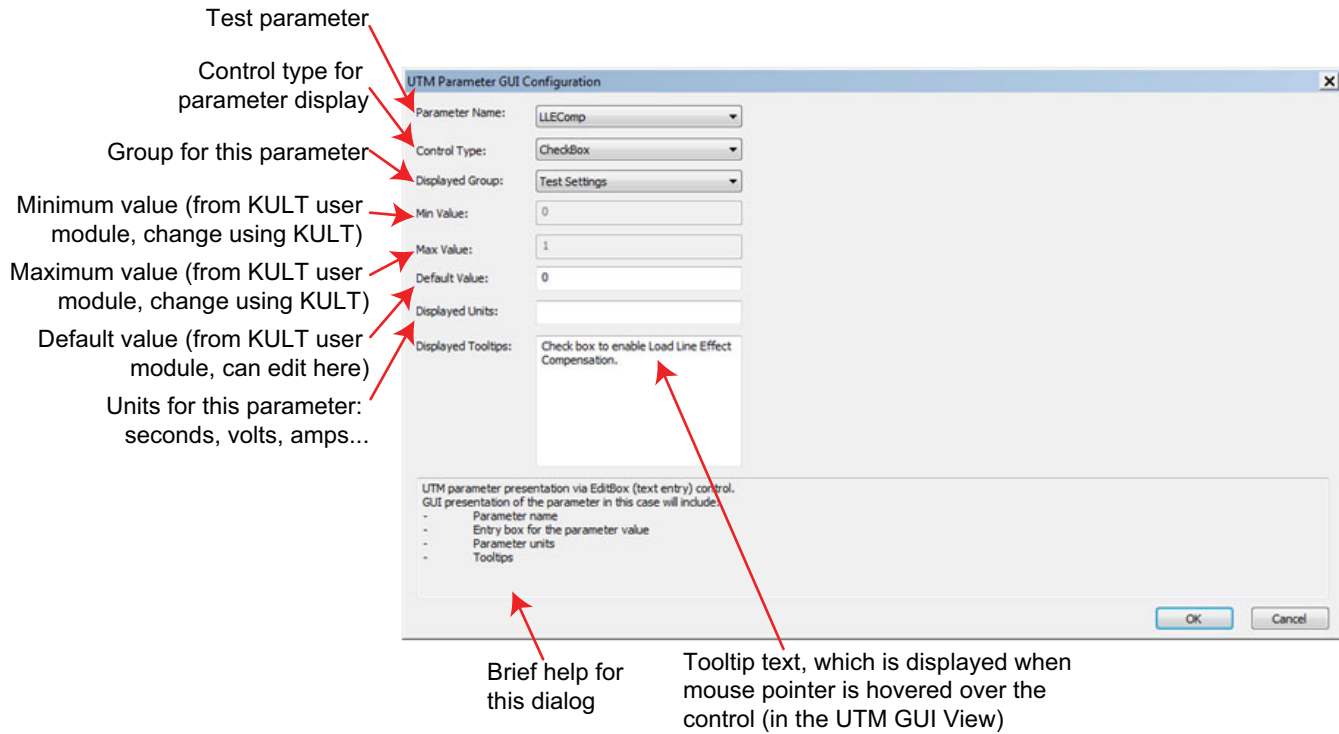 Test parameter
Control type for
parameter display
Group for this parameter
Minimum value (from KULT user
module, change using KULT)
Maximum value (from KULT user
module, change using KULT)
Default value (from KULT user
module, can edit here)
Units for this parameter:
seconds, volts, amps...
UTM Parameter GUI Configuration
Parameter Name: LLEComp
Control Type: CheckBox
Displayed Group: Test Settings
Min Value: 0
Max Value: 1
Default Value: 0
Displayed Units:
Displayed Tooltips: Check box to enable Load Line Effect
Compensation.
UTM parameter presentation via EditBox (text entry) control.
GUI presentation of the parameter in this case will include:
- Parameter name
- Entry box for the parameter value
- Parameter units
- Tooltips
OK Cancel
Brief help for
this dialog
Tooltip text, which is displayed when
mouse pointer is hovered over the
control (in the UTM GUI View)